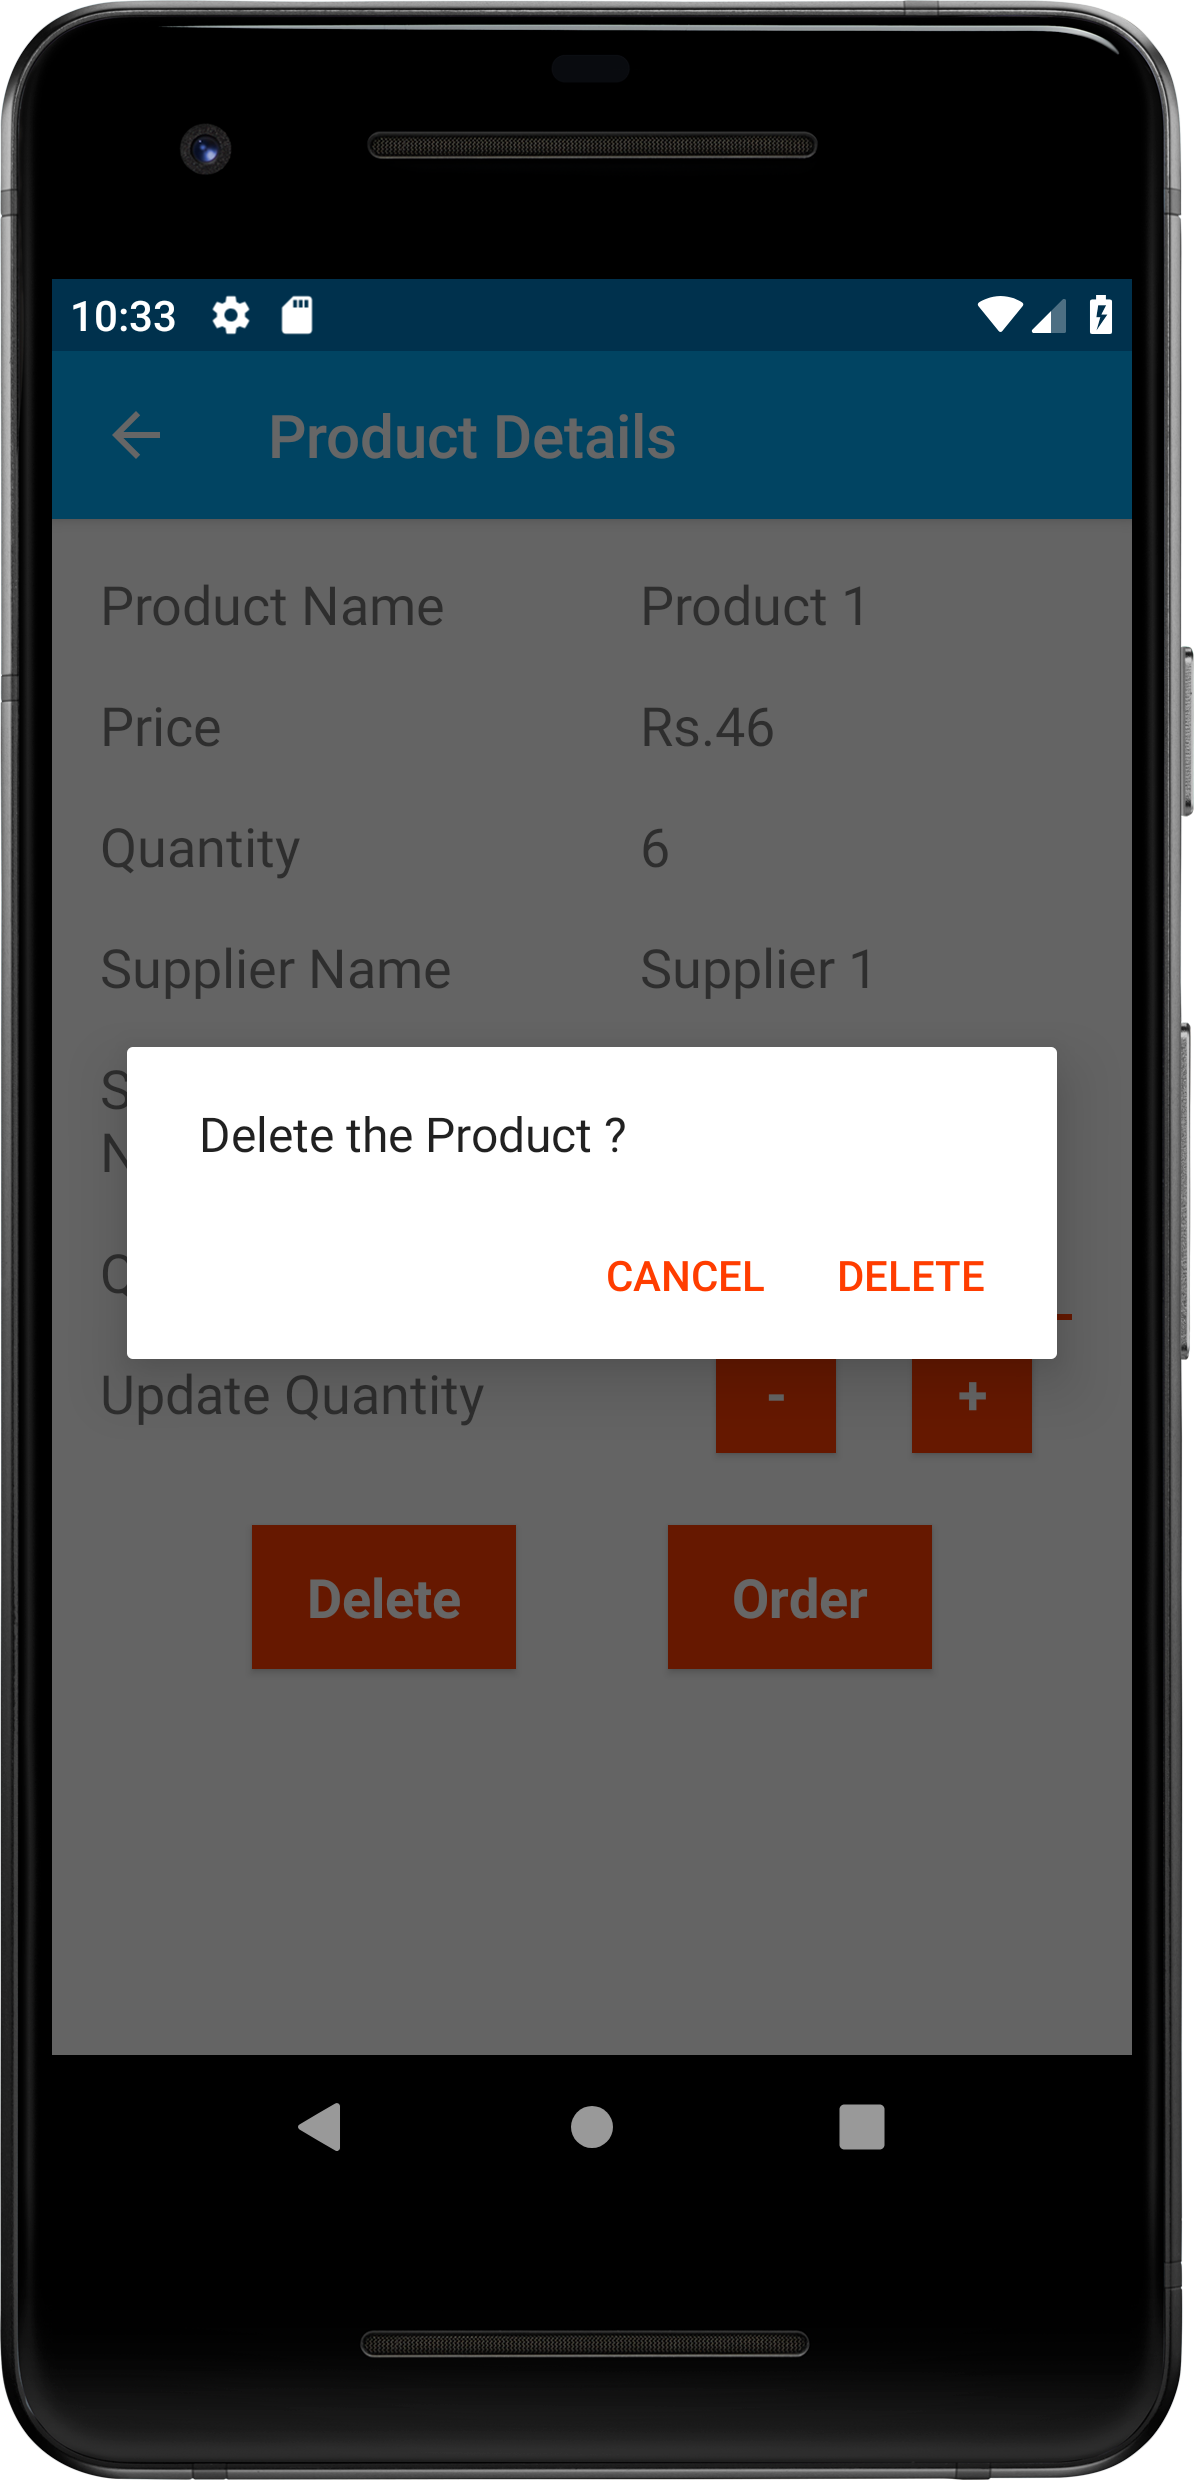 10:33
Product Details
Product Name Product 1
Price Rs.46
Quantity 6
Supplier Name Supplier 1
Delete the Product ?
CANCEL DELETE
Update Quantity - +
Delete Order